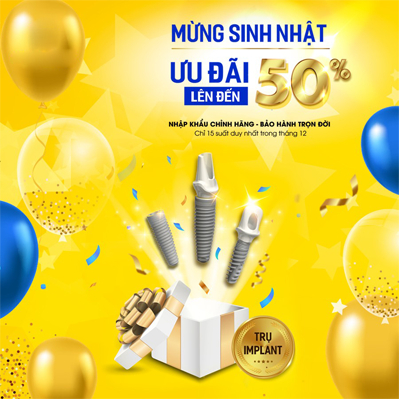 MỪNG SINH NHẬT
ƯU ĐÃI
LÊN ĐẾN
50%
NHẬP KHẨU CHÍNH HÃNG - BẢO HÀNH TRỌN ĐỜI
Chỉ 15 suất duy nhất trong tháng 12
TRỤ
IMPLANT